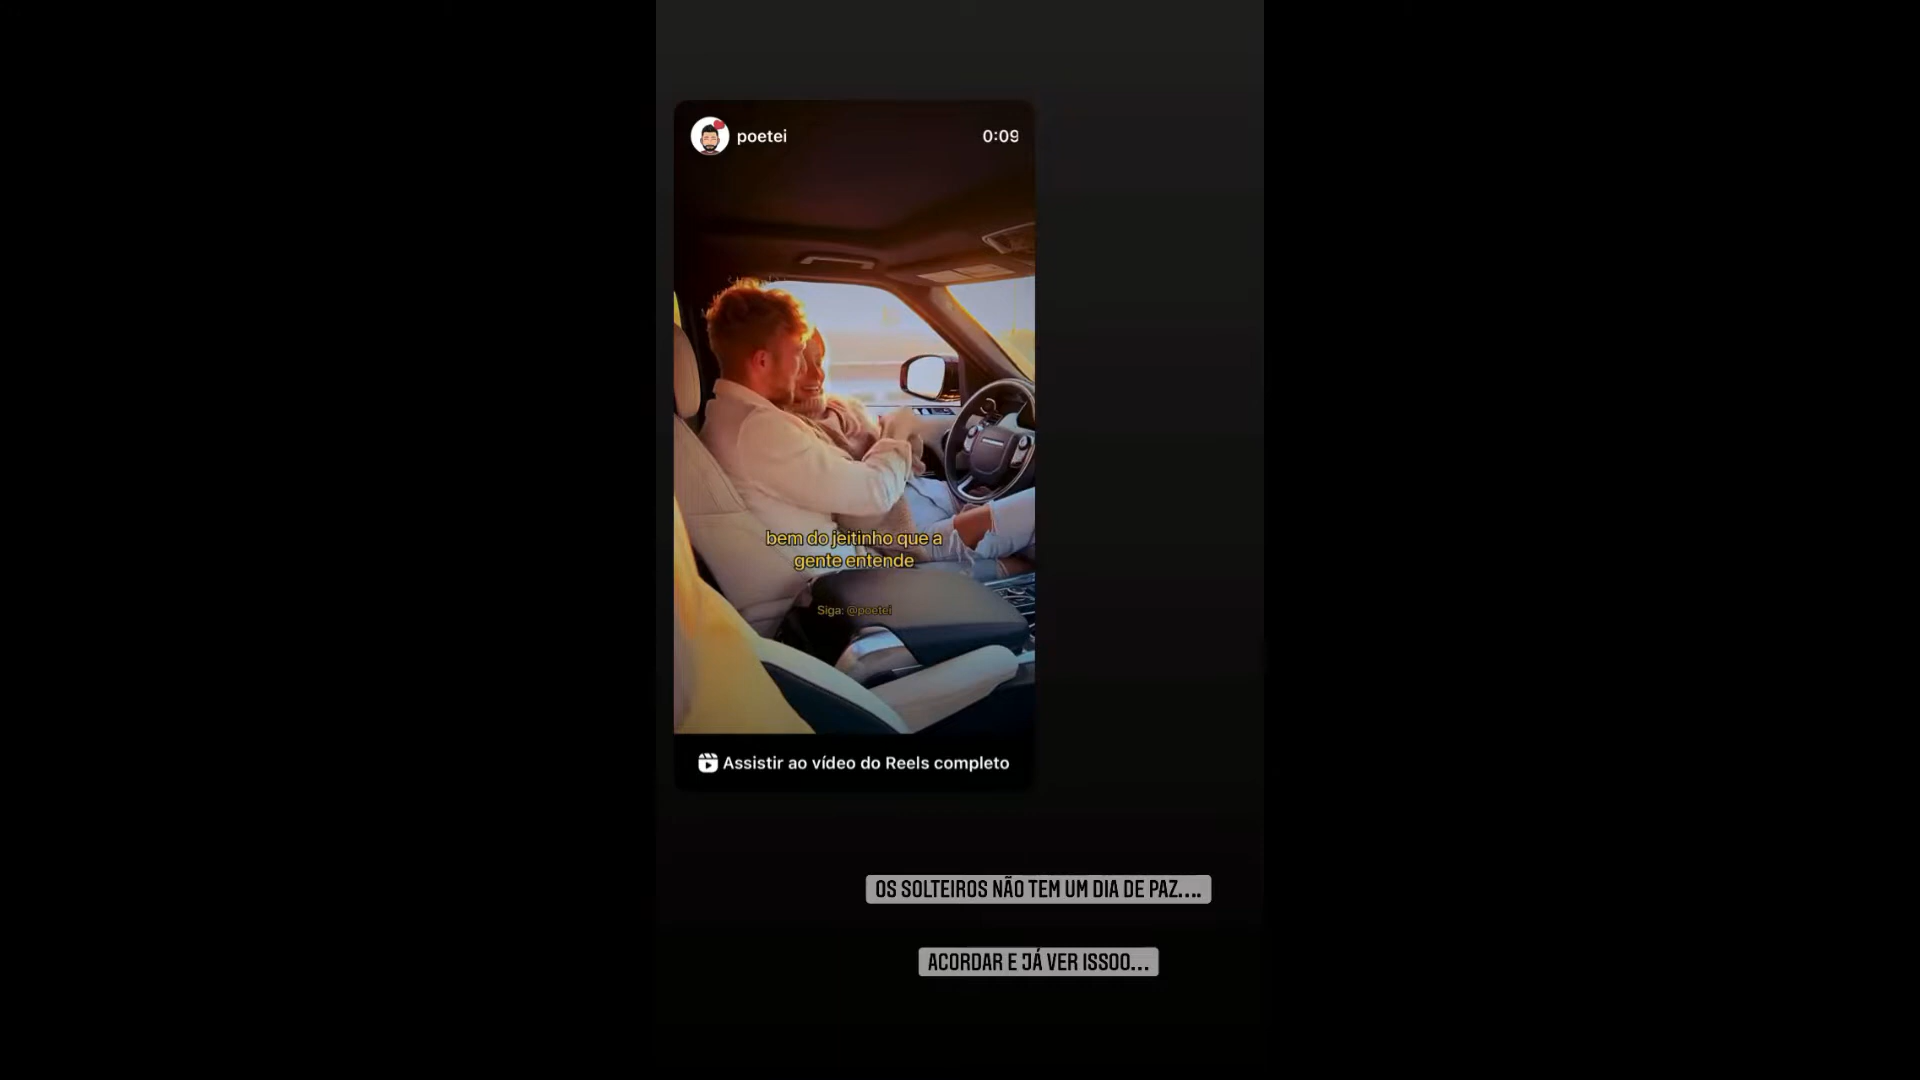 poetei
0:09
bem do jeitinho que a
gente entende
Siga: @poetei
Assistir ao vídeo do Reels completo
OS SOLTEIROS NÃO TEM UM DIA DE PAZ....
ACORDAR E JÁ VER ISSOO...